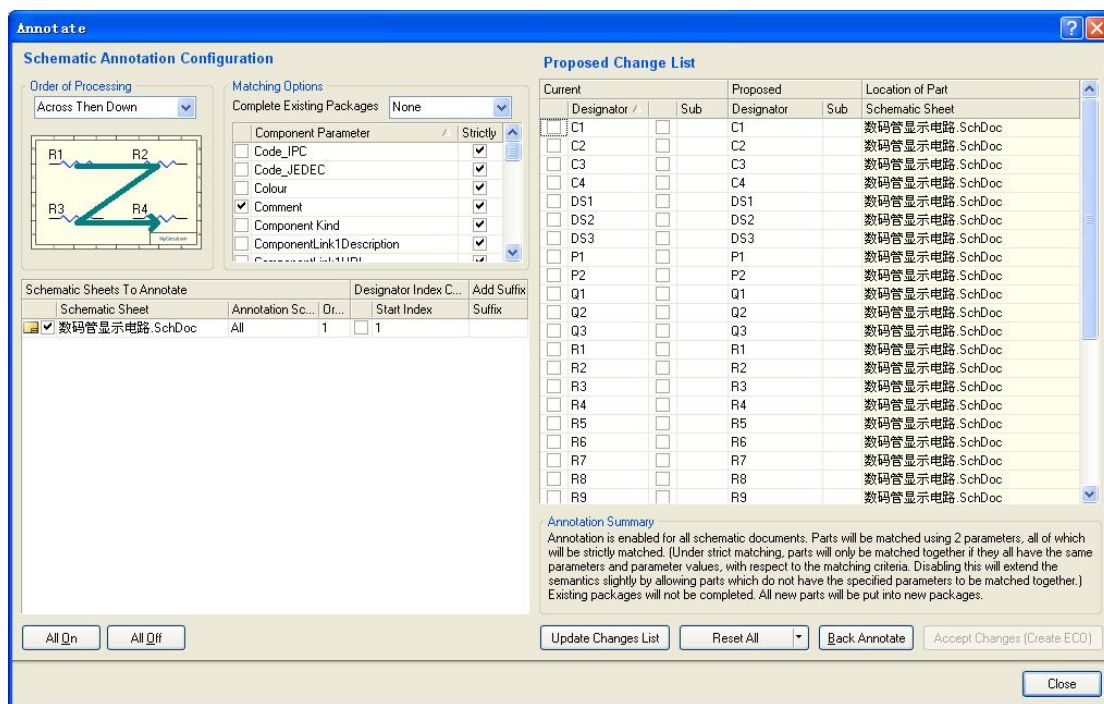 Annotate
Schematic Annotation Configuration
Order of Processing
Across Then Down
R1 R2
R3 R4
Matching Options
Complete Existing Packages None
Component Parameter Strictly
Code_IPC
Code_JEDEC
Colour
Comment
Component Kind
ComponentLink1Description
ComponentLink1URL
Schematic Sheets To Annotate Designator Index C... Add Suffix
Schematic Sheet Annotation Sc... Or... Start Index Suffix
数码管显示电路.SchDoc All 1 1
All On All Off
Proposed Change List
Current Proposed Location of Part
Designator Sub Designator Sub Schematic Sheet
C1 C1 数码管显示电路.SchDoc
C2 C2 数码管显示电路.SchDoc
C3 C3 数码管显示电路.SchDoc
C4 C4 数码管显示电路.SchDoc
DS1 DS1 数码管显示电路.SchDoc
DS2 DS2 数码管显示电路.SchDoc
DS3 DS3 数码管显示电路.SchDoc
P1 P1 数码管显示电路.SchDoc
P2 P2 数码管显示电路.SchDoc
Q1 Q1 数码管显示电路.SchDoc
Q2 Q2 数码管显示电路.SchDoc
Q3 Q3 数码管显示电路.SchDoc
R1 R1 数码管显示电路.SchDoc
R2 R2 数码管显示电路.SchDoc
R3 R3 数码管显示电路.SchDoc
R4 R4 数码管显示电路.SchDoc
R5 R5 数码管显示电路.SchDoc
R6 R6 数码管显示电路.SchDoc
R7 R7 数码管显示电路.SchDoc
R8 R8 数码管显示电路.SchDoc
R9 R9 数码管显示电路.SchDoc
Annotation Summary
Annotation is enabled for all schematic documents. Parts will be matched using 2 parameters, all of which
will be strictly matched. (Under strict matching, parts will only be matched together if they all have the same
parameters and parameter values, with respect to the matching criteria. Disabling this will extend the
semantics slightly by allowing parts which do not have the specified parameters to be matched together.)
Existing packages will not be completed. All new parts will be put into new packages.
Update Changes List Reset All Back Annotate Accept Changes (Create ECO)
Close